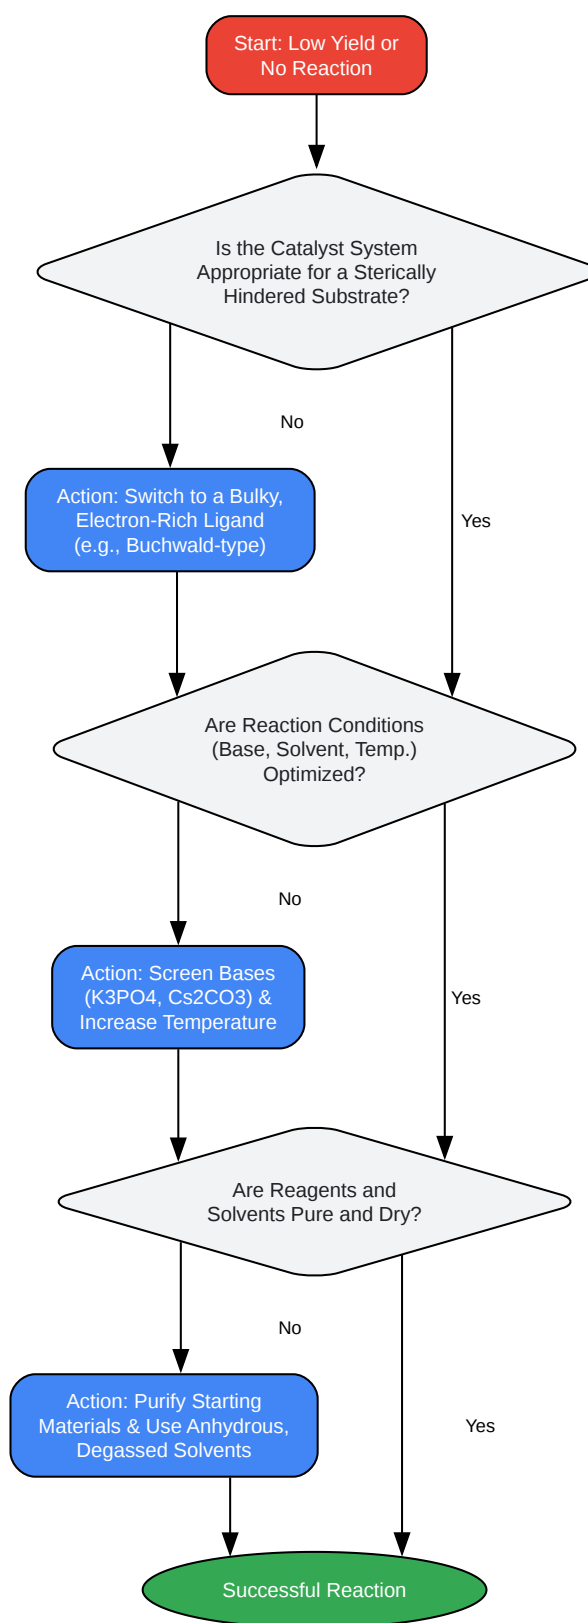 Start: Low Yield or
No Reaction
Is the Catalyst System
Appropriate for a Sterically
Hindered Substrate?
No
Action: Switch to a Bulky,
Electron-Rich Ligand
(e.g., Buchwald-type)
Yes
Are Reaction Conditions
(Base, Solvent, Temp.)
Optimized?
No
Action: Screen Bases
(K3PO4, Cs2CO3) &
Increase Temperature
Yes
Are Reagents and
Solvents Pure and Dry?
No
Action: Purify Starting
Materials & Use Anhydrous,
Degassed Solvents
Yes
Successful Reaction